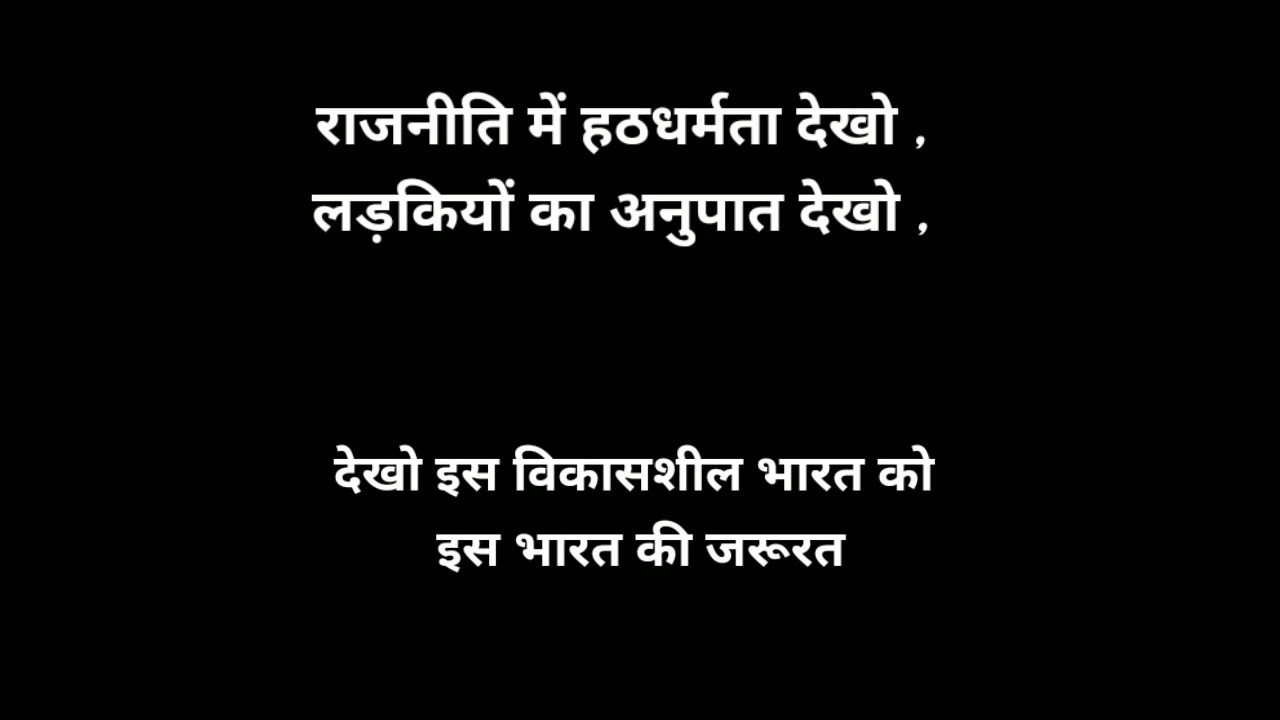 राजनीति में हठधर्मता देखो ,
लड़कियों का अनुपात देखो ,
देखो इस विकासशील भारत को
इस भारत की जरूरत